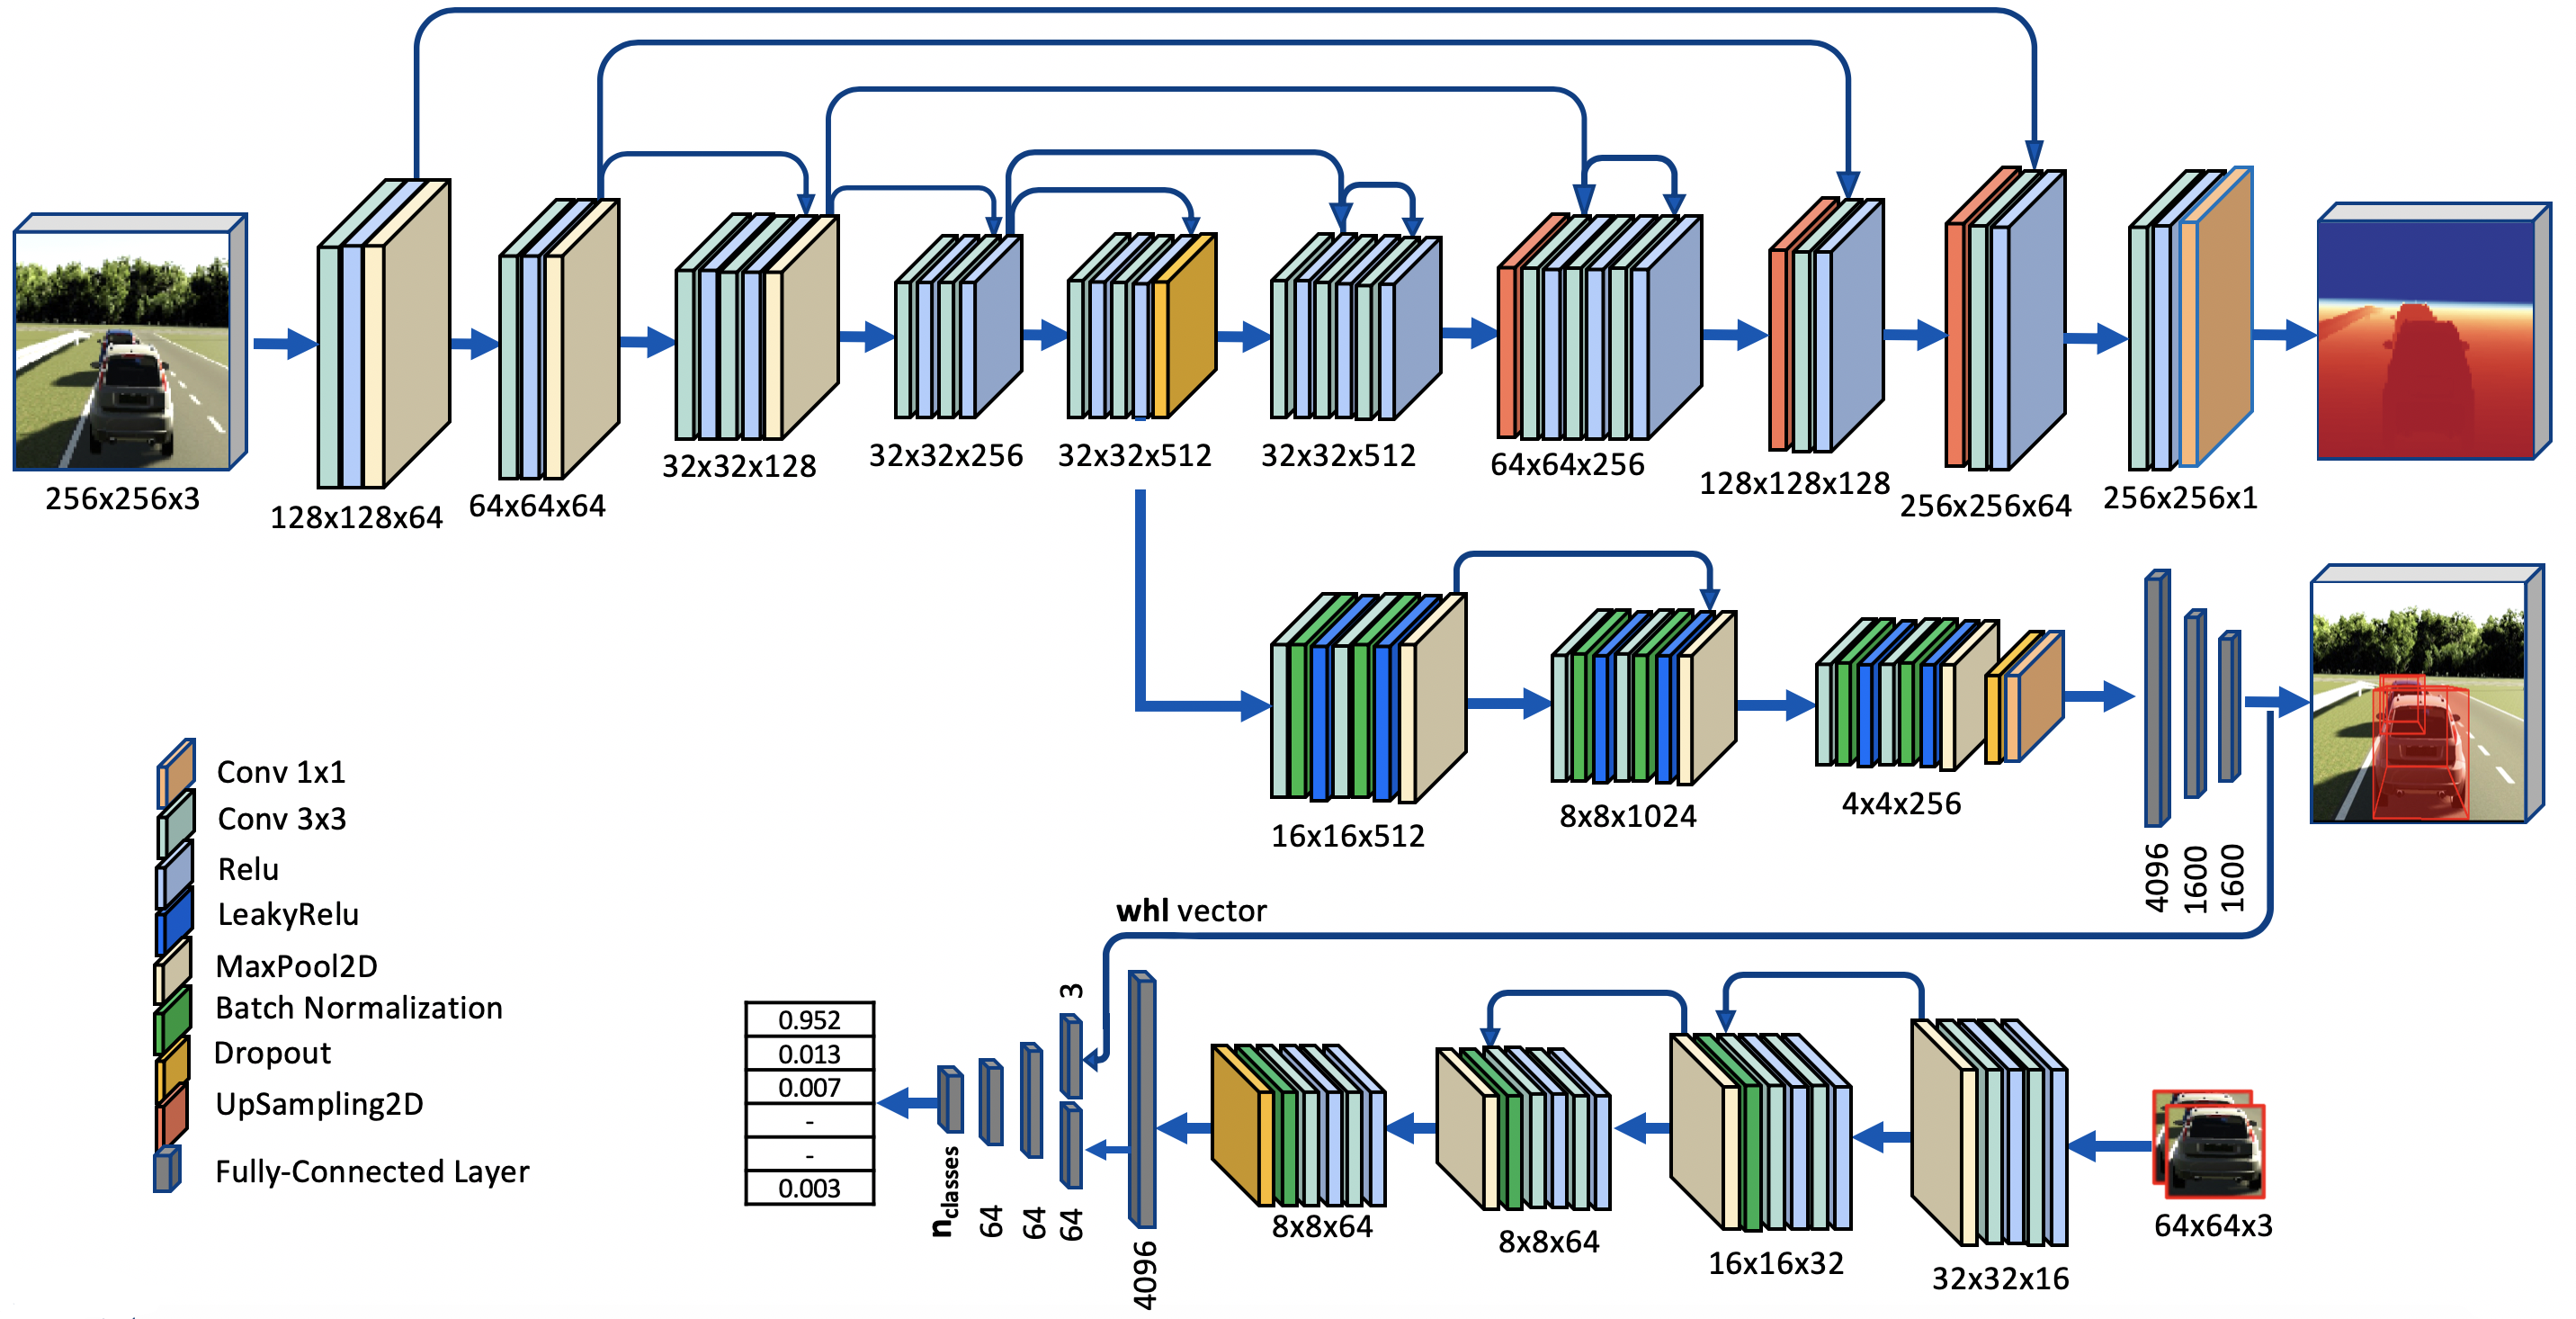 256x256x3
128x128x64
64x64x64
32x32x128
32x32x256
32x32x512
32x32x512
64x64x256
128x128x128
256x256x64
256x256x1
16x16x512
8x8x1024
4x4x256
4096
1600
1600
Conv 1x1
Conv 3x3
Relu
LeakyRelu
MaxPool2D
Batch Normalization
Dropout
UpSampling2D
Fully-Connected Layer
whl vector
0.952
0.013
0.007
-
-
0.003
nclasses
64
64
3
64
4096
8x8x64
8x8x64
16x16x32
32x32x16
64x64x3